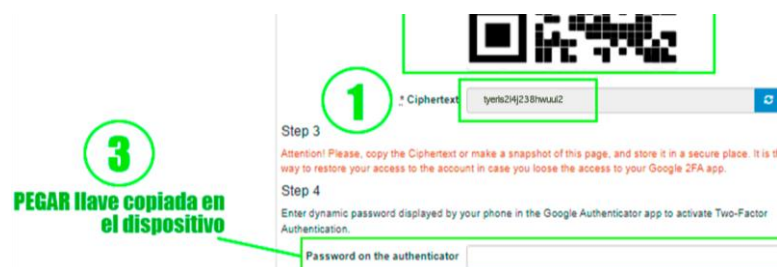 1
* Ciphertext
tyerls2l4j238hwuul2
Step 3
Attention! Please, copy the Ciphertext or make a snapshot of this page, and store it in a secure place. It is th
way to restore your access to the account in case you loose the access to your Google 2FA app.
3
Step 4
PEGAR llave copiada en
el dispositivo
Enter dynamic password displayed by your phone in the Google Authenticator app to activate Two-Factor
Authentication.
Password on the authenticator